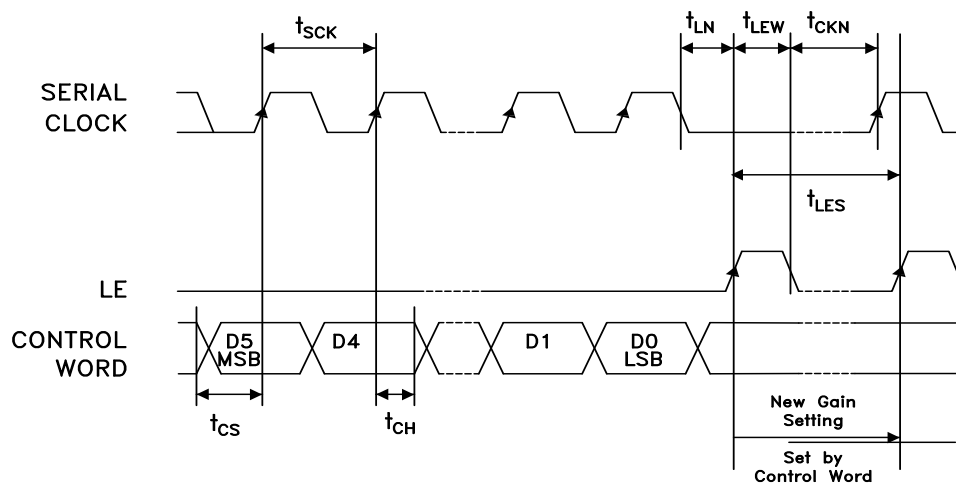 tSCK
tLN
tLEW
tCKN
SERIAL
CLOCK
tLES
LE
CONTROL
WORD
D5
MSB
D4
D1
D0
LSB
tCS
tCH
New Gain
Setting
Set by
Control Word